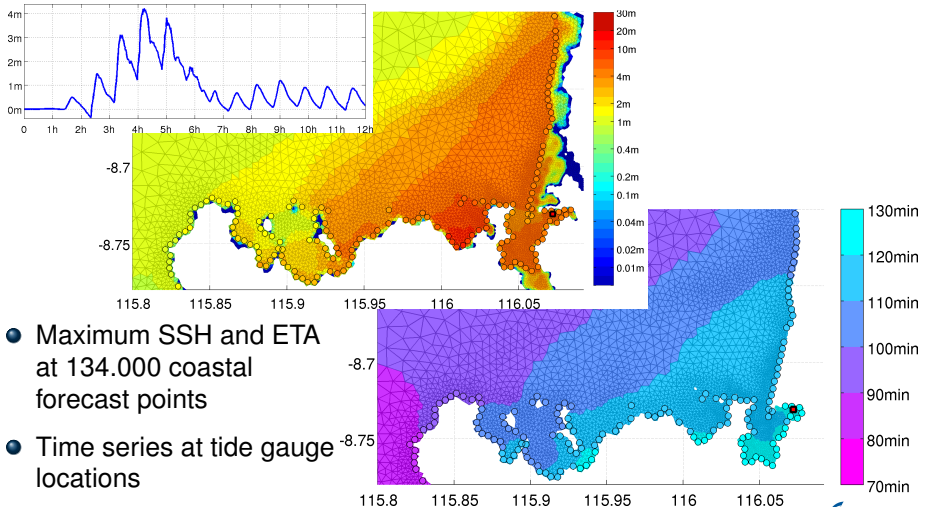 4m
3m
2m
1m
0m
0 1h 2h 3h 4h 5h 6h 7h 8h 9h 10h 11h 12h
30m
20m
10m
4m
2m
1m
0.4m
0.2m
0.1m
0.04m
0.02m
0.01m
-8.7
-8.75
115.8 115.85 115.9 115.95 116 116.05
130min
120min
110min
100min
90min
80min
70min
-8.7
-8.75
115.8 115.85 115.9 115.95 116 116.05
Maximum SSH and ETA
at 134.000 coastal
forecast points
Time series at tide gauge
locations